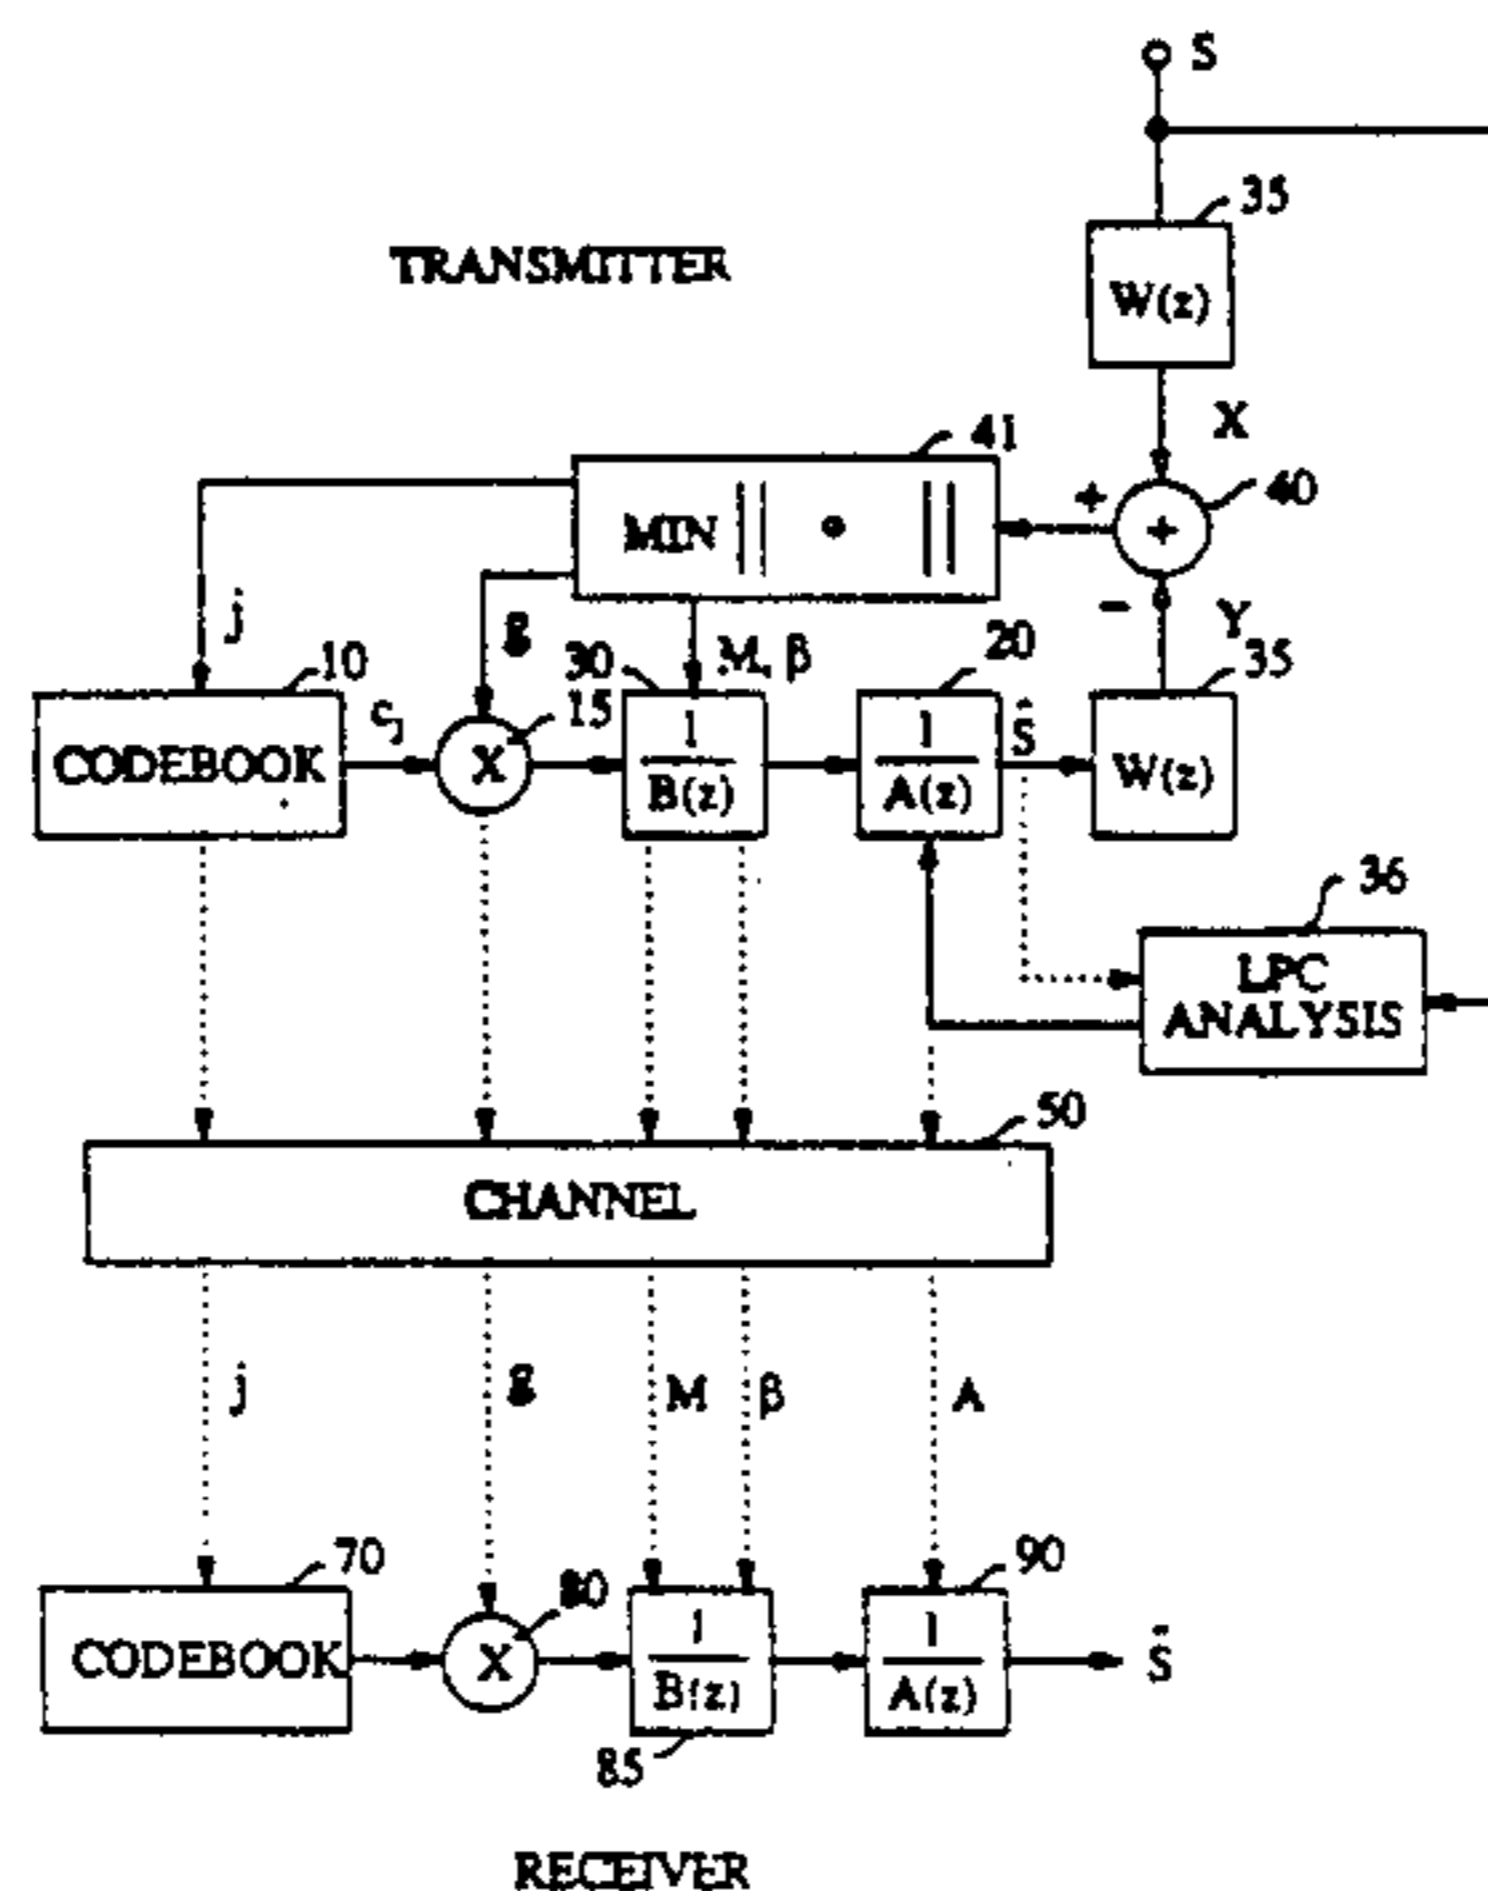 S
35
TRANSMITTER
W(z)
X
41
40
MIN || • ||
+
+
j
g
M, β
−
Y
10
30
20
35
c_j
15
CODEBOOK
X
1
B(z)
1
A(z)
Ŝ
W(z)
36
LPC
ANALYSIS
50
CHANNEL
j
g
M
β
A
70
80
90
CODEBOOK
X
1
B(z)
1
A(z)
Ŝ
85
RECEIVER